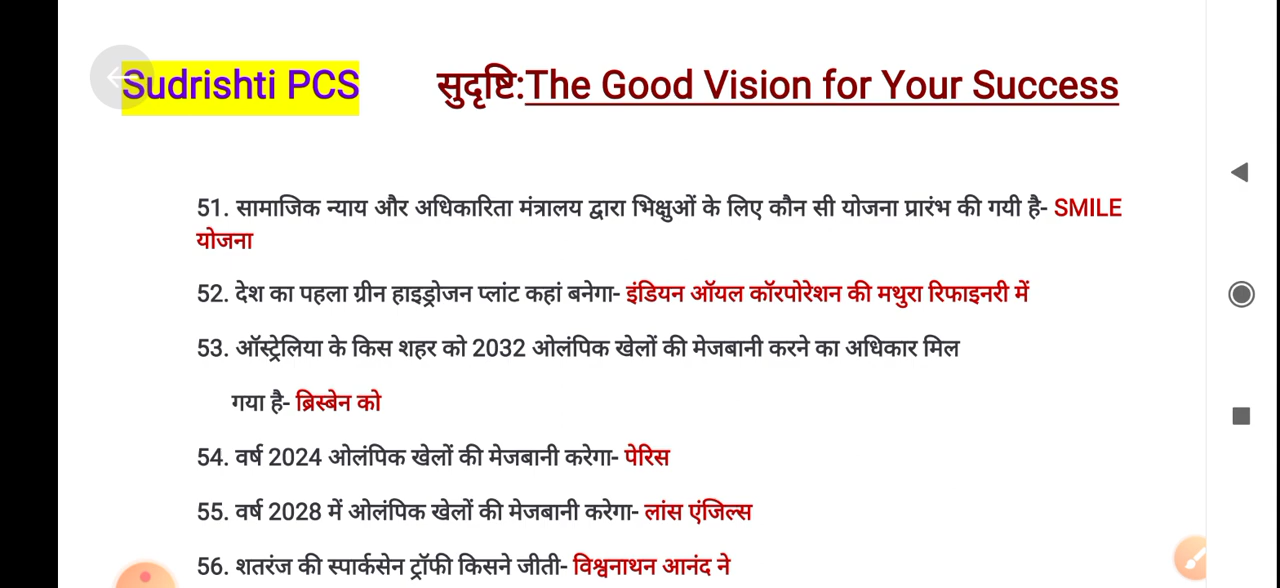 Sudrishti PCS सुदृष्टि:The Good Vision for Your Success
51. सामाजिक न्याय और अधिकारिता मंत्रालय द्वारा भिक्षुओं के लिए कौन सी योजना प्रारंभ की गयी है- SMILE
योजना
52. देश का पहला ग्रीन हाइड्रोजन प्लांट कहां बनेगा- इंडियन ऑयल कॉरपोरेशन की मथुरा रिफाइनरी में
53. ऑस्ट्रेलिया के किस शहर को 2032 ओलंपिक खेलों की मेजबानी करने का अधिकार मिल
गया है- ब्रिस्बेन को
54. वर्ष 2024 ओलंपिक खेलों की मेजबानी करेगा- पेरिस
55. वर्ष 2028 में ओलंपिक खेलों की मेजबानी करेगा- लांस एंजिल्स
56. शतरंज की स्पार्कसेन ट्रॉफी किसने जीती- विश्वनाथन आनंद ने